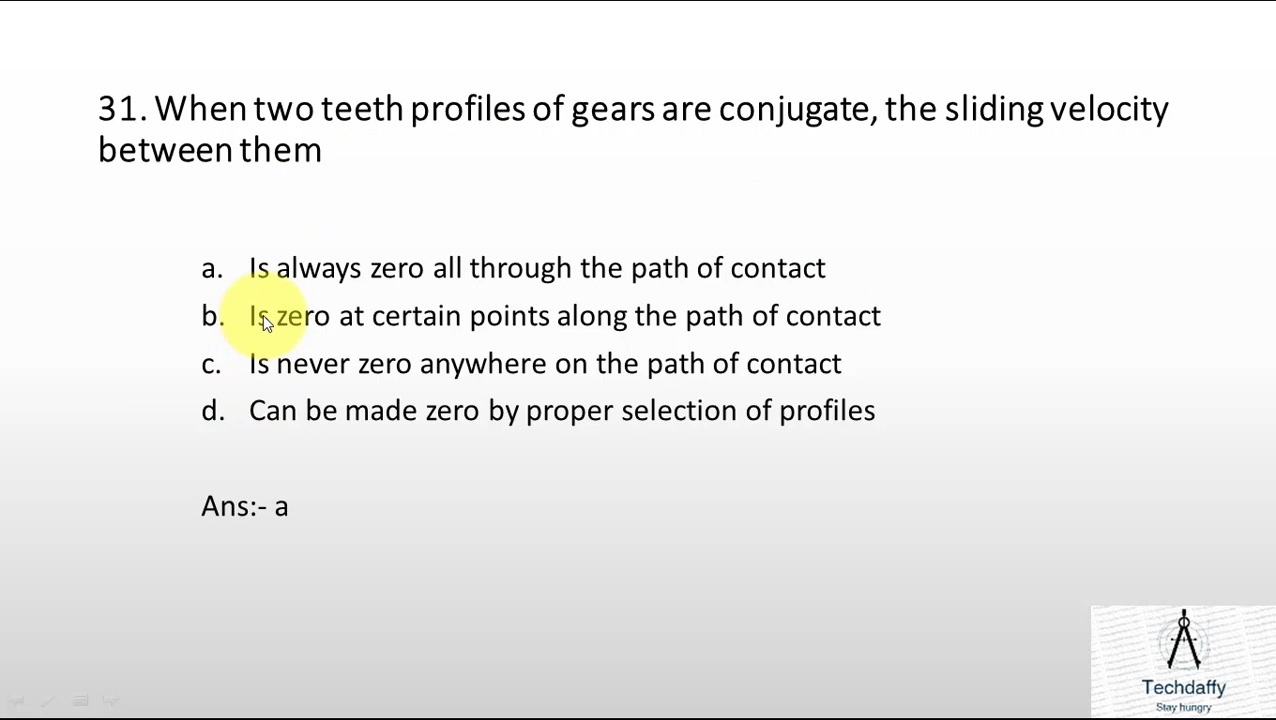 31. When two teeth profiles of gears are conjugate, the sliding velocity
between them
a. Is always zero all through the path of contact
b. Is zero at certain points along the path of contact
c. Is never zero anywhere on the path of contact
d. Can be made zero by proper selection of profiles
Ans:- a
Techdaffy
Stay hungry